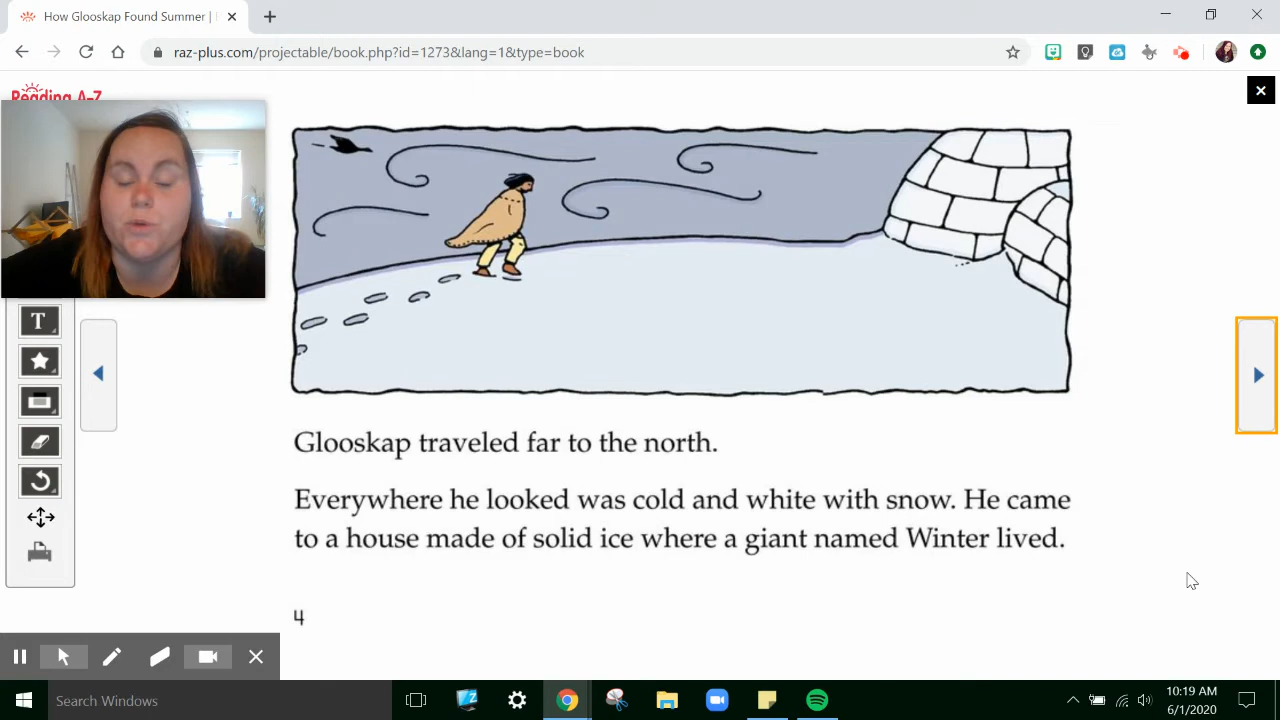 How Glooskap Found Summer |
raz-plus.com/projectable/book.php?id=1273&lang=1&type=book
Reading A-Z
T
Glooskap traveled far to the north.
Everywhere he looked was cold and white with snow. He came
to a house made of solid ice where a giant named Winter lived.
4
Search Windows
10:19 AM
6/1/2020